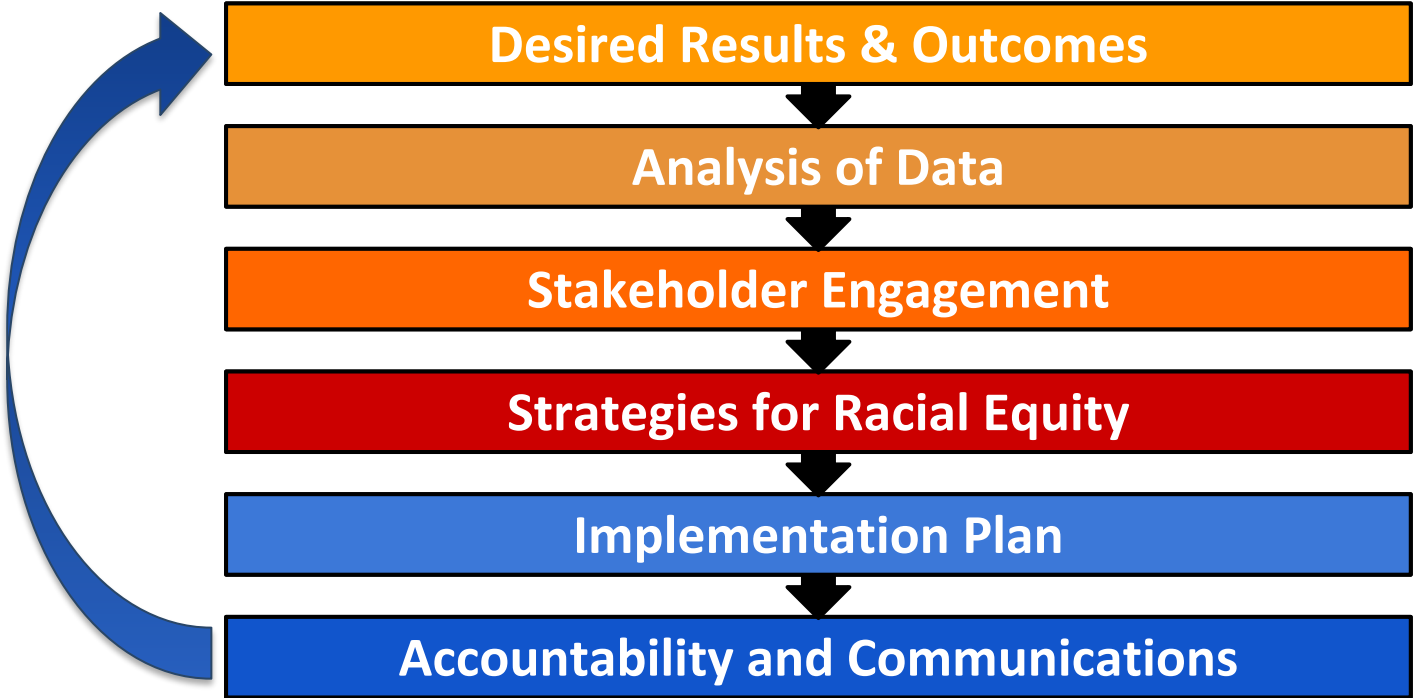 Desired Results & Outcomes
Analysis of Data
Stakeholder Engagement
Strategies for Racial Equity
Implementation Plan
Accountability and Communications